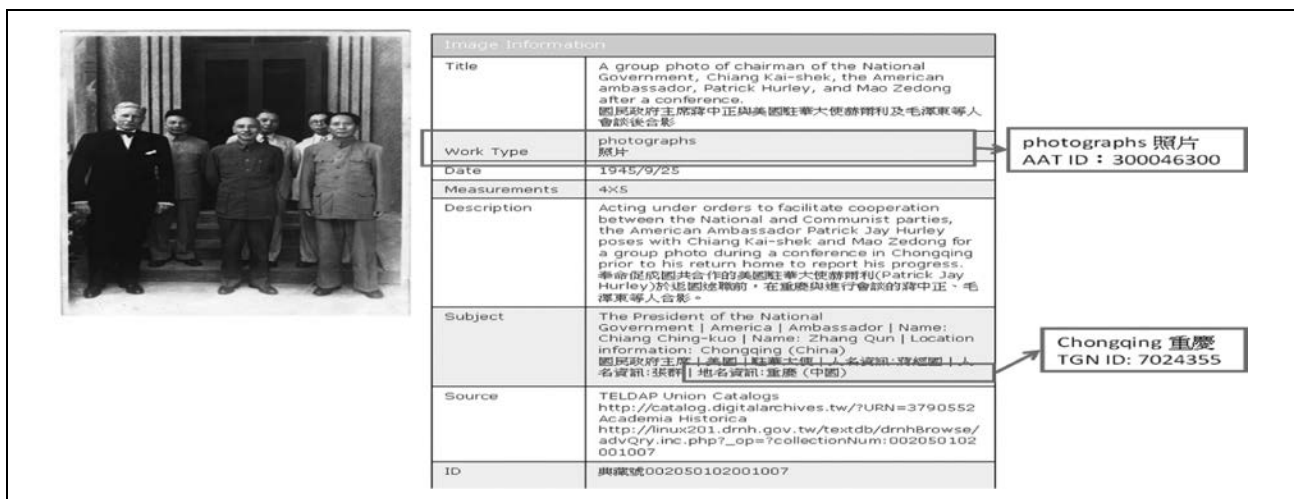 Image Information
Title
A group photo of chairman of the National
Government, Chiang Kai-shek, the American
ambassador, Patrick Hurley, and Mao Zedong
after a conference.
國民政府主席蔣中正與美國駐華大使赫爾利及毛澤東等人
會談後合影
Work Type
photographs
照片
Date
1945/9/25
Measurements
4X5
Description
Acting under orders to facilitate cooperation
between the National and Communist parties,
the American Ambassador Patrick Jay Hurley
poses with Chiang Kai-shek and Mao Zedong for
a group photo during a conference in Chongqing
prior to his return home to report his progress.
奉命促成國共合作的美國駐華大使赫爾利(Patrick Jay
Hurley)於返國述職前，在重慶與進行會談的蔣中正、毛
澤東等人合影。
Subject
The President of the National
Government | America | Ambassador | Name:
Chiang Ching-kuo | Name: Zhang Qun | Location
information: Chongqing (China)
國民政府主席 | 美國 | 駐華大使 | 人名資訊:蔣經國 | 人
名資訊:張群 | 地名資訊:重慶 (中國)
Source
TELDAP Union Catalogs
http://catalog.digitalarchives.tw/?URN=3790552
Academia Historica
http://linux201.drnh.gov.tw/textdb/drnhBrowse/
advQry.inc.php?_op=?collectionNum:002050102
001007
ID
典藏號002050102001007
photographs 照片
AAT ID：300046300
Chongqing 重慶
TGN ID: 7024355